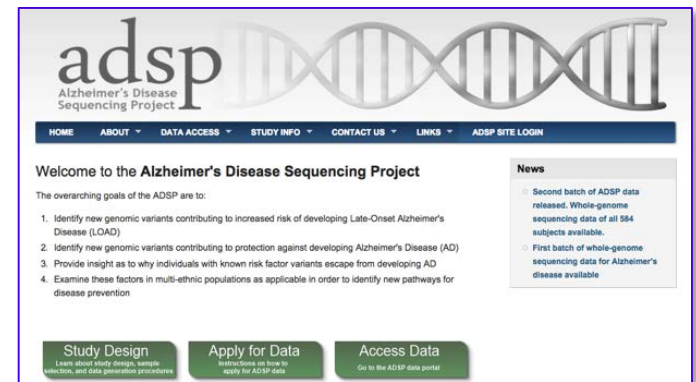 adsp
Alzheimer's Disease
Sequencing Project
HOME ABOUT DATA ACCESS STUDY INFO CONTACT US LINKS ADSP SITE LOGIN
Welcome to the Alzheimer's Disease Sequencing Project
The overarching goals of the ADSP are to:
1. Identify new genomic variants contributing to increased risk of developing Late-Onset Alzheimer's
Disease (LOAD)
2. Identify new genomic variants contributing to protection against developing Alzheimer's Disease (AD)
3. Provide insight as to why individuals with known risk factor variants escape from developing AD
4. Examine these factors in multi-ethnic populations as applicable in order to identify new pathways for
disease prevention
News
Second batch of ADSP data
released. Whole-genome
sequencing data of all 584
subjects available.
First batch of whole-genome
sequencing data for Alzheimer's
disease available
Study Design
Learn about study design, sample
selection, and data generation procedures
Apply for Data
Instructions on how to
apply for ADSP data
Access Data
Go to the ADSP data portal